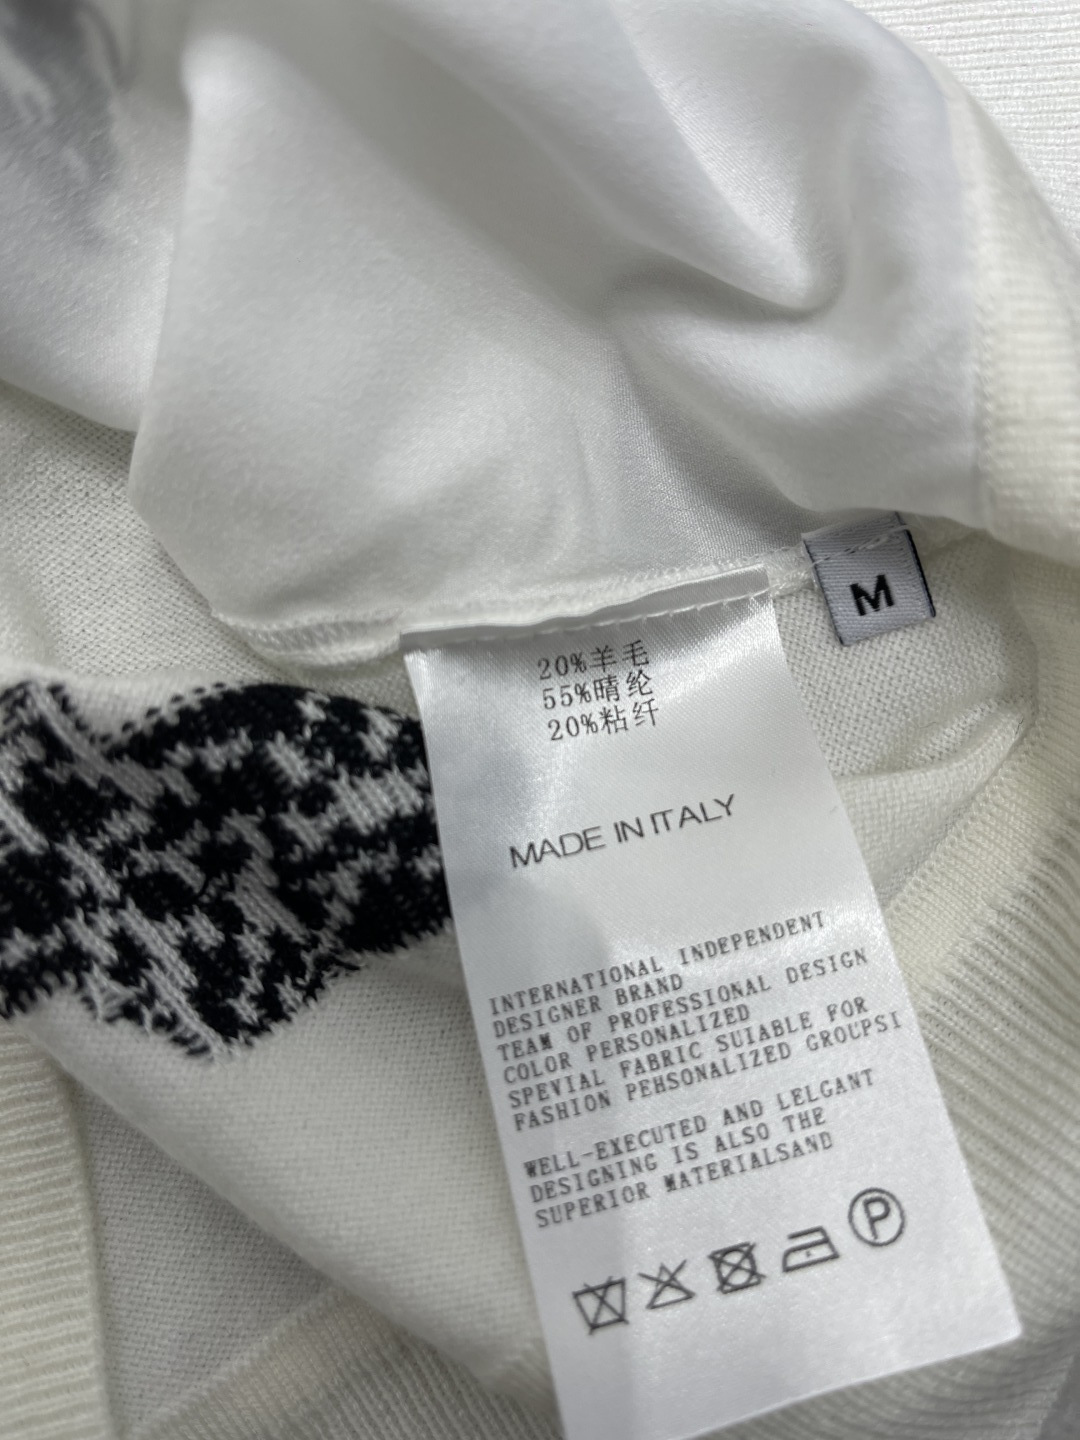 M
20%羊毛
55%晴纶
20%粘纤
MADE IN ITALY
INTERNATIONAL INDEPENDENT
DESIGNER BRAND
TEAM OF PROFESSIONAL DESIGN
COLOR PERSONALIZED
SPEVIAL FABRIC SUIABLE FOR
FASHION PEHSONALIZED GROUPSI
WELL-EXECUTED AND LELGANT
DESIGNING IS ALSO THE
SUPERIOR MATERIALSAND
P